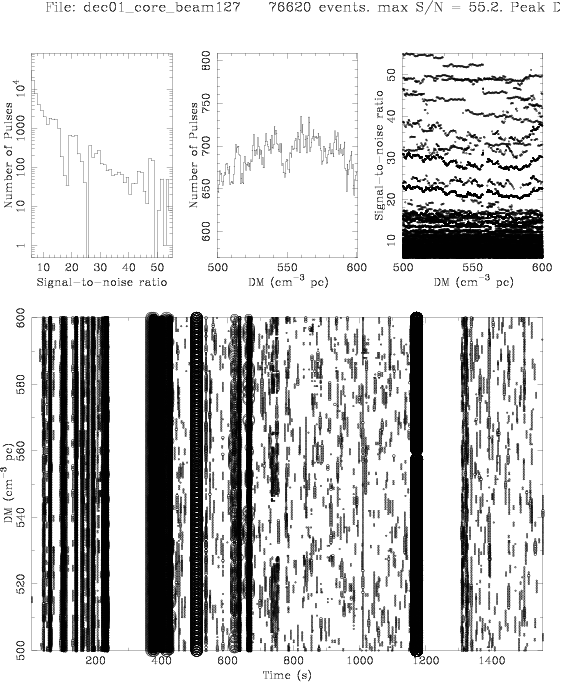 File: dec01_core_beam127 76620 events. max S/N = 55.2. Peak D
Number of Pulses
10⁴
1000
100
10
1
10 20 30 40 50
Signal-to-noise ratio
Number of Pulses
800
750
700
650
600
500 550 600
DM (cm⁻³ pc)
Signal-to-noise ratio
50
40
30
20
10
500 550 600
DM (cm⁻³ pc)
DM (cm⁻³ pc)
600
580
560
540
520
500
200 400 600 800 1000 1200 1400
Time (s)